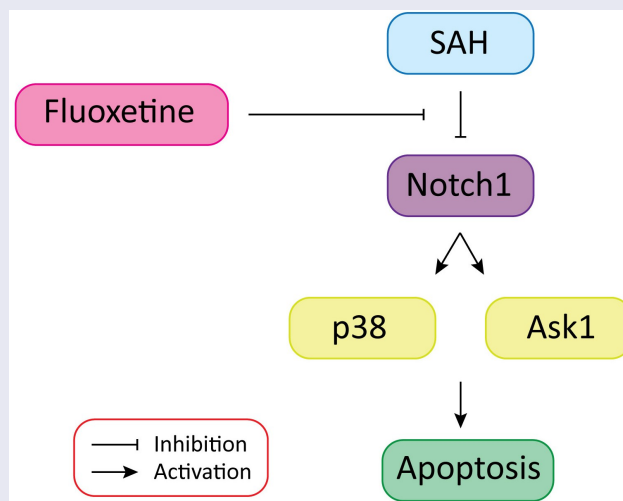 SAH
Fluoxetine
Notch1
p38
Ask1
Apoptosis
Inhibition
Activation